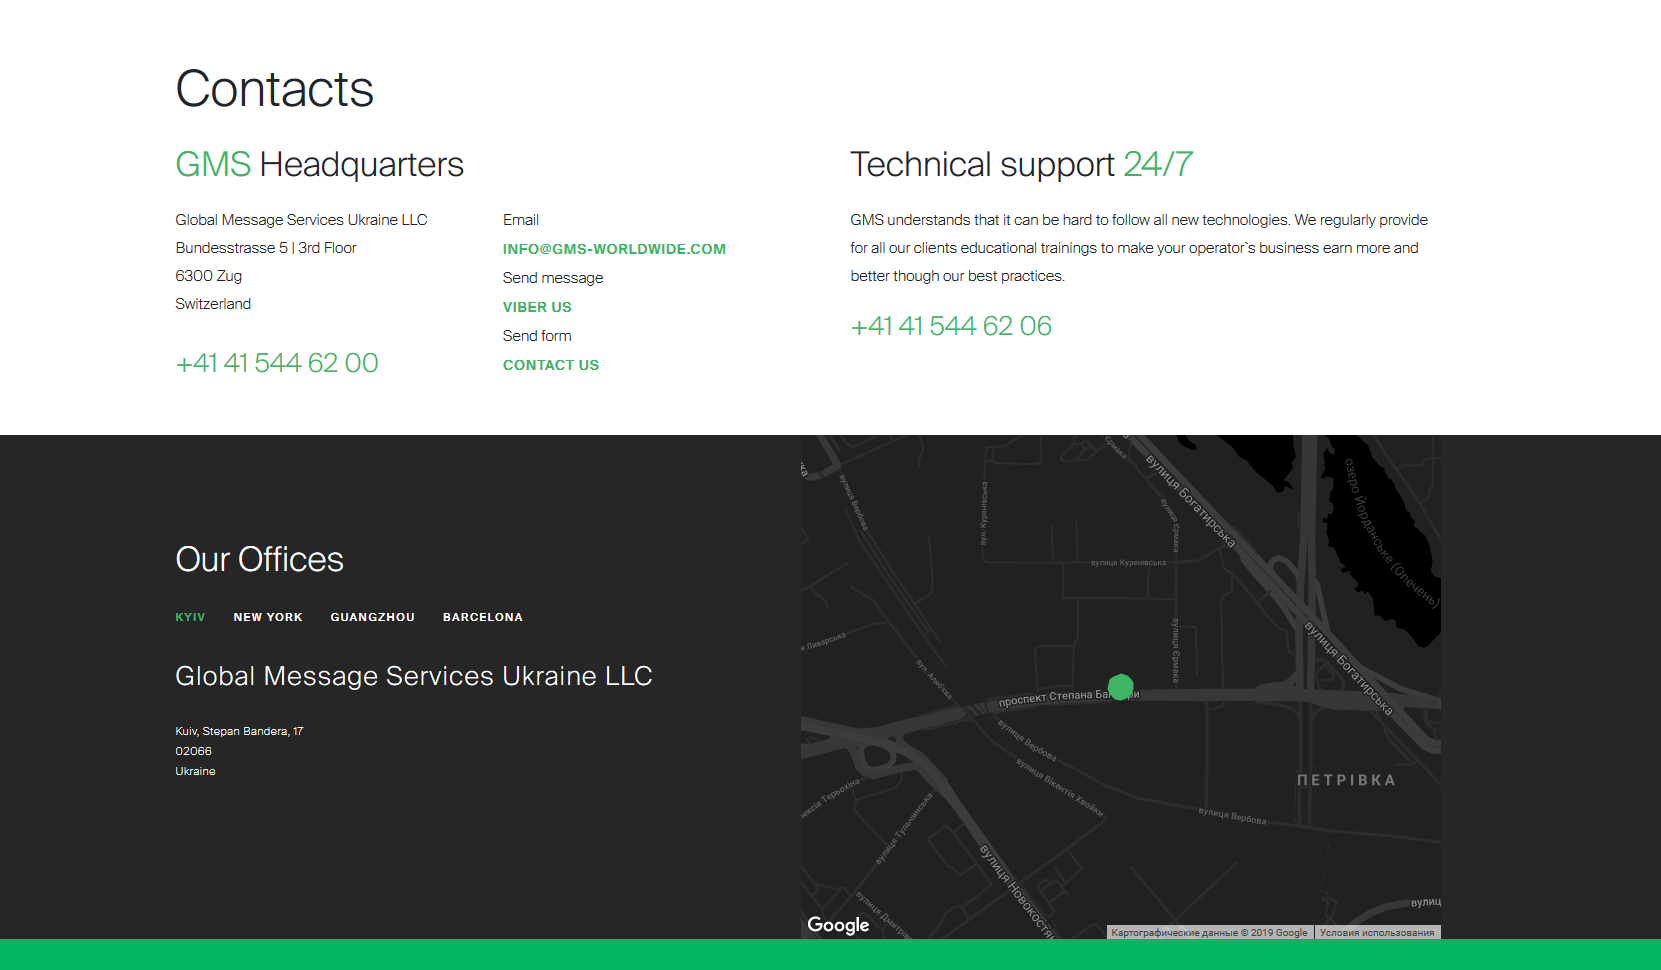 Contacts
GMS Headquarters
Global Message Services Ukraine LLC
Bundesstrasse 5 | 3rd Floor
6300 Zug
Switzerland
+41 41 544 62 00
Email
INFO@GMS-WORLDWIDE.COM
Send message
VIBER US
Send form
CONTACT US
Technical support 24/7
GMS understands that it can be hard to follow all new technologies. We regularly provide
for all our clients educational trainings to make your operator`s business earn more and
better though our best practices.
+41 41 544 62 06
Our Offices
KYIV NEW YORK GUANGZHOU BARCELONA
Global Message Services Ukraine LLC
Kuiv, Stepan Bandera, 17
02066
Ukraine
Єрмака
вулиця Богатирська
озеро Йорданське (Опечень)
вулиця Вербова
вул. Куренівська
вулиця Єрмака
вулиця Куренівська
вулиця Єрмака
вулиця Богатирська
Ливарська
проспект Степана
вулиця Вербова
вулиця Вікентія Хвойки
ПЕТРІВКА
вулиця Вербова
вулиця Тульчинська
вулиця Новокостян
вулиця Дмитрів
вулиц
Google
Картографические данные © 2019 Google
Условия использования